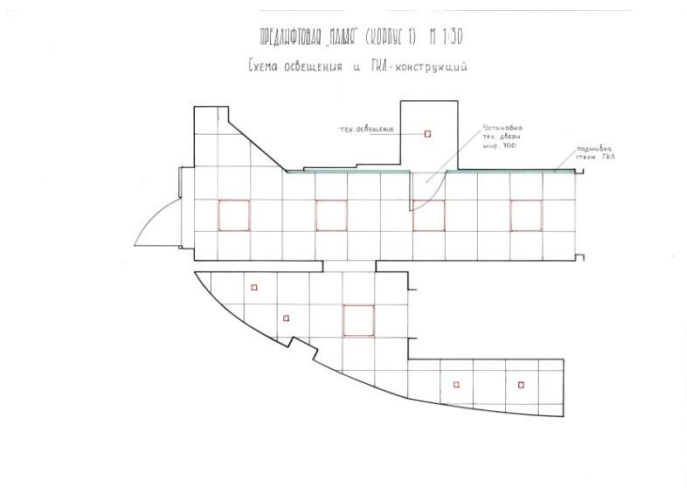 ПРЕДЛИФТОВАЯ „МАЛАЯ" (КОРПУС 1) М 1:30
СХЕМА ОСВЕЩЕНИЯ И ГКЛ-КОНСТРУКЦИЙ
ТЕХ. ОСВЕЩЕНИЕ
Установка
тех. двери
шир. 700
подшивка
стены ГКЛ